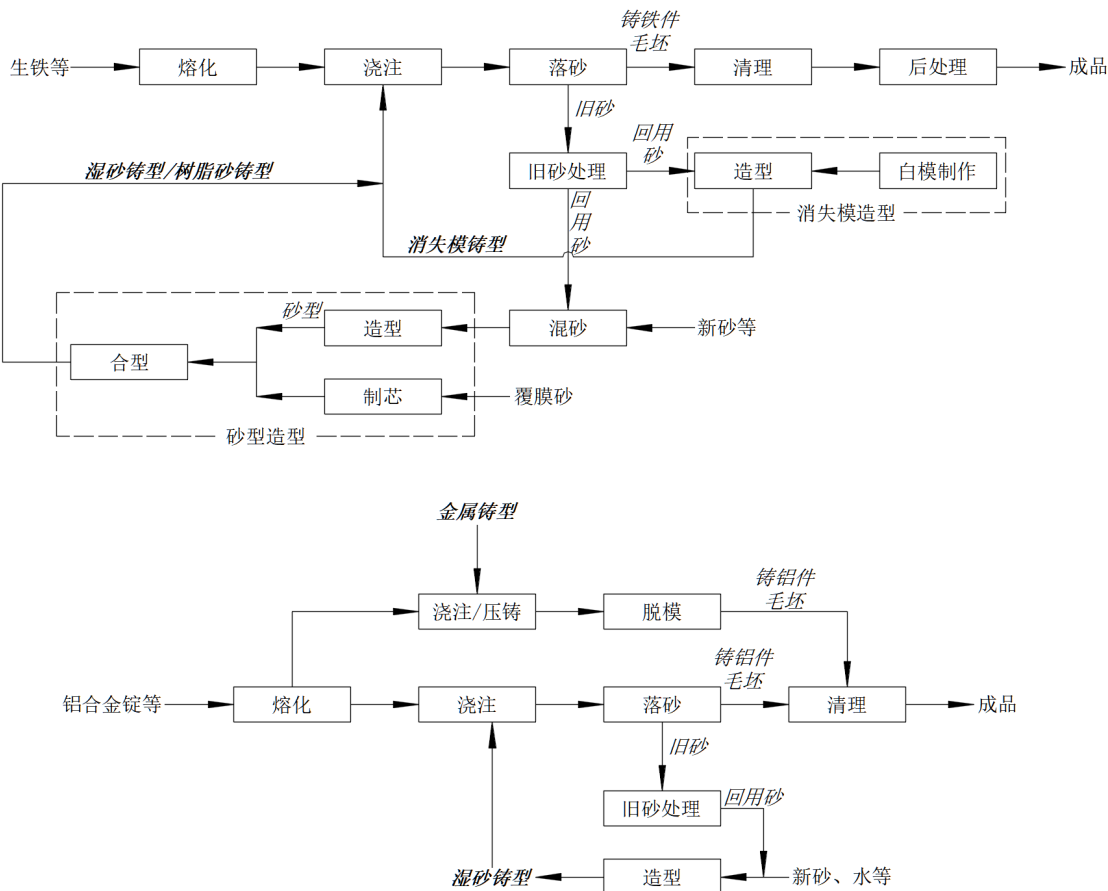 铸铁件
毛坯
生铁等
熔化
浇注
落砂
清理
后处理
成品
旧砂
回用
砂
湿砂铸型/树脂砂铸型
旧砂处理
造型
白模制作
回
用
砂
消失模造型
消失模铸型
砂型
造型
混砂
新砂等
合型
制芯
覆膜砂
砂型造型
金属铸型
浇注/压铸
脱模
铸铝件
毛坯
铸铝件
毛坯
铝合金锭等
熔化
浇注
落砂
清理
成品
旧砂
旧砂处理
回用砂
湿砂铸型
造型
新砂、水等